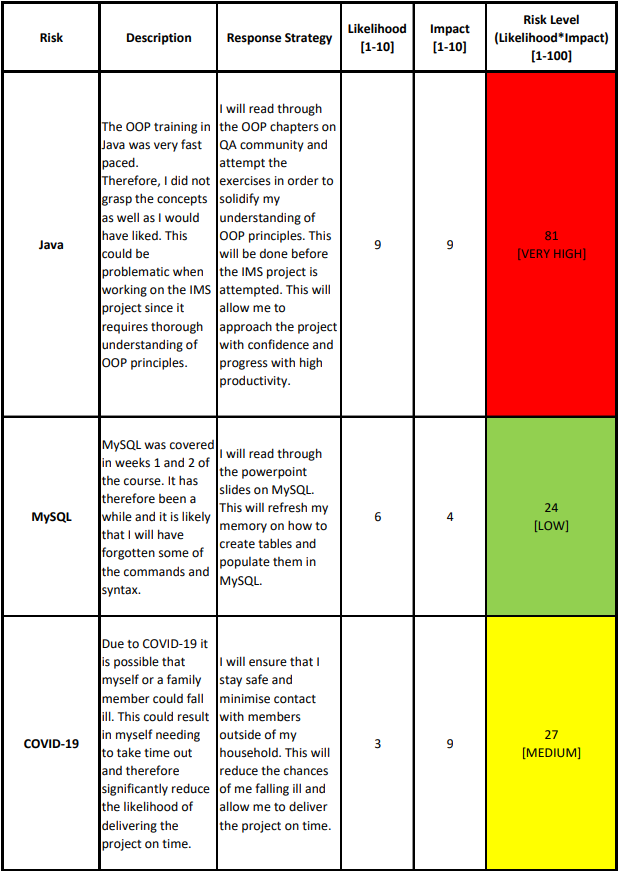 Risk
Description
Response Strategy
Likelihood
[1-10]
Impact
[1-10]
Risk Level
(Likelihood*Impact)
[1-100]
Java
The OOP training in
Java was very fast
paced.
Therefore, I did not
grasp the concepts
as well as I would
have liked. This
could be
problematic when
working on the IMS
project since it
requires thorough
understanding of
OOP principles.
I will read through
the OOP chapters on
QA community and
attempt the
exercises in order to
solidify my
understanding of
OOP principles. This
will be done before
the IMS project is
attempted. This will
allow me to
approach the project
with confidence and
progress with high
productivity.
9
9
81
[VERY HIGH]
MySQL
MySQL was covered
in weeks 1 and 2 of
the course. It has
therefore been a
while and it is likely
that I will have
forgotten some of
the commands and
syntax.
I will read through
the powerpoint
slides on MySQL.
This will refresh my
memory on how to
create tables and
populate them in
MySQL.
6
4
24
[LOW]
COVID-19
Due to COVID-19 it
is possible that
myself or a family
member could fall
ill. This could result
in myself needing
to take time out
and therefore
significantly reduce
the likelihood of
delivering the
project on time.
I will ensure that I
stay safe and
minimise contact
with members
outside of my
household. This will
reduce the chances
of me falling ill and
allow me to deliver
the project on time.
3
9
27
[MEDIUM]